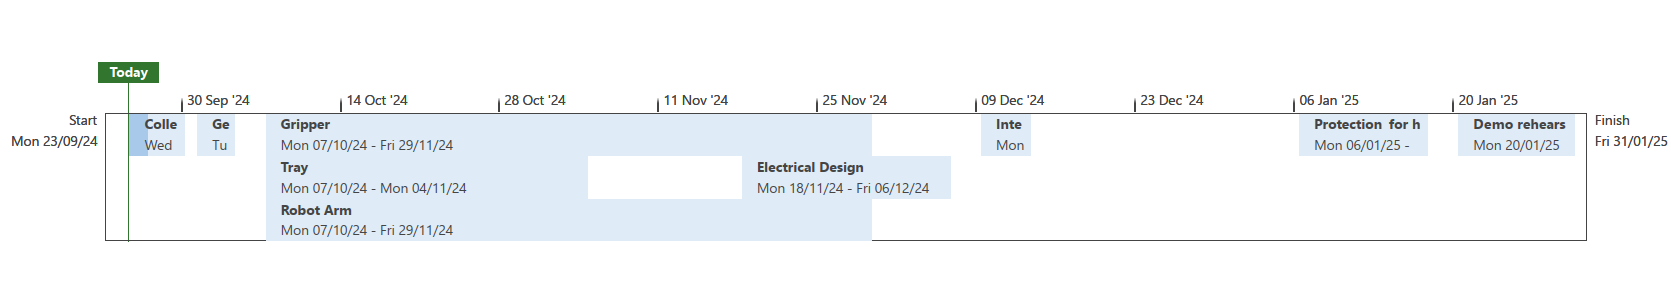 Today
30 Sep '24
14 Oct '24
28 Oct '24
11 Nov '24
25 Nov '24
09 Dec '24
23 Dec '24
06 Jan '25
20 Jan '25
Start
Mon 23/09/24
Colle
Wed
Ge
Tu
Gripper
Mon 07/10/24 - Fri 29/11/24
Inte
Mon
Protection for h
Mon 06/01/25 -
Demo rehears
Mon 20/01/25
Finish
Fri 31/01/25
Tray
Mon 07/10/24 - Mon 04/11/24
Electrical Design
Mon 18/11/24 - Fri 06/12/24
Robot Arm
Mon 07/10/24 - Fri 29/11/24